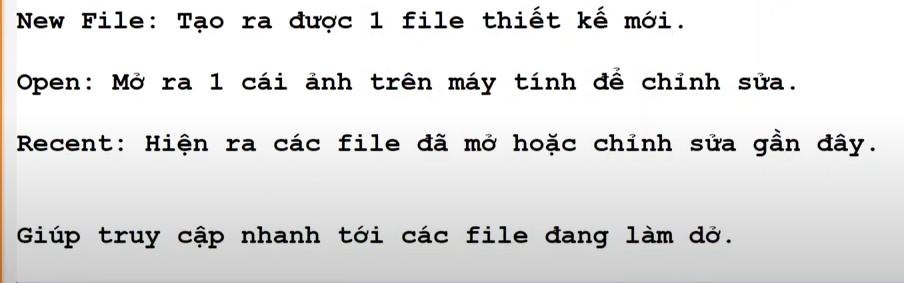 New File: Tạo ra được 1 file thiết kế mới.
Open: Mở ra 1 cái ảnh trên máy tính để chỉnh sửa.
Recent: Hiện ra các file đã mở hoặc chỉnh sửa gần đây.
Giúp truy cập nhanh tới các file đang làm dở.